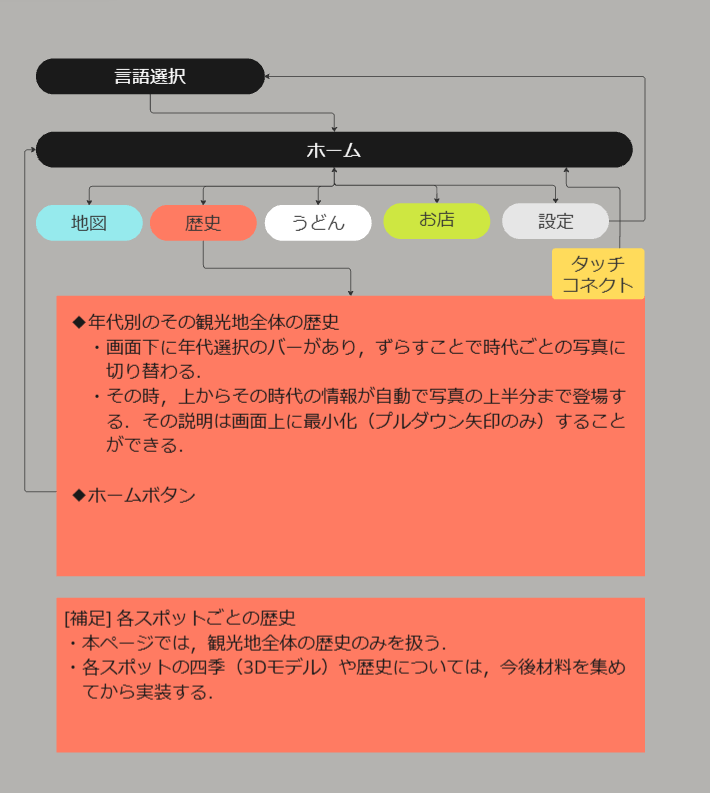 言語選択
ホーム
地図
歴史
うどん
お店
設定
タッチ
コネクト
◆年代別のその観光地全体の歴史
・画面下に年代選択のバーがあり，ずらすことで時代ごとの写真に
切り替わる．
・その時，上からその時代の情報が自動で写真の上半分まで登場す
る．その説明は画面上に最小化（プルダウン矢印のみ）すること
ができる．
◆ホームボタン
[補足] 各スポットごとの歴史
・本ページでは，観光地全体の歴史のみを扱う．
・各スポットの四季（3Dモデル）や歴史については，今後材料を集め
てから実装する．